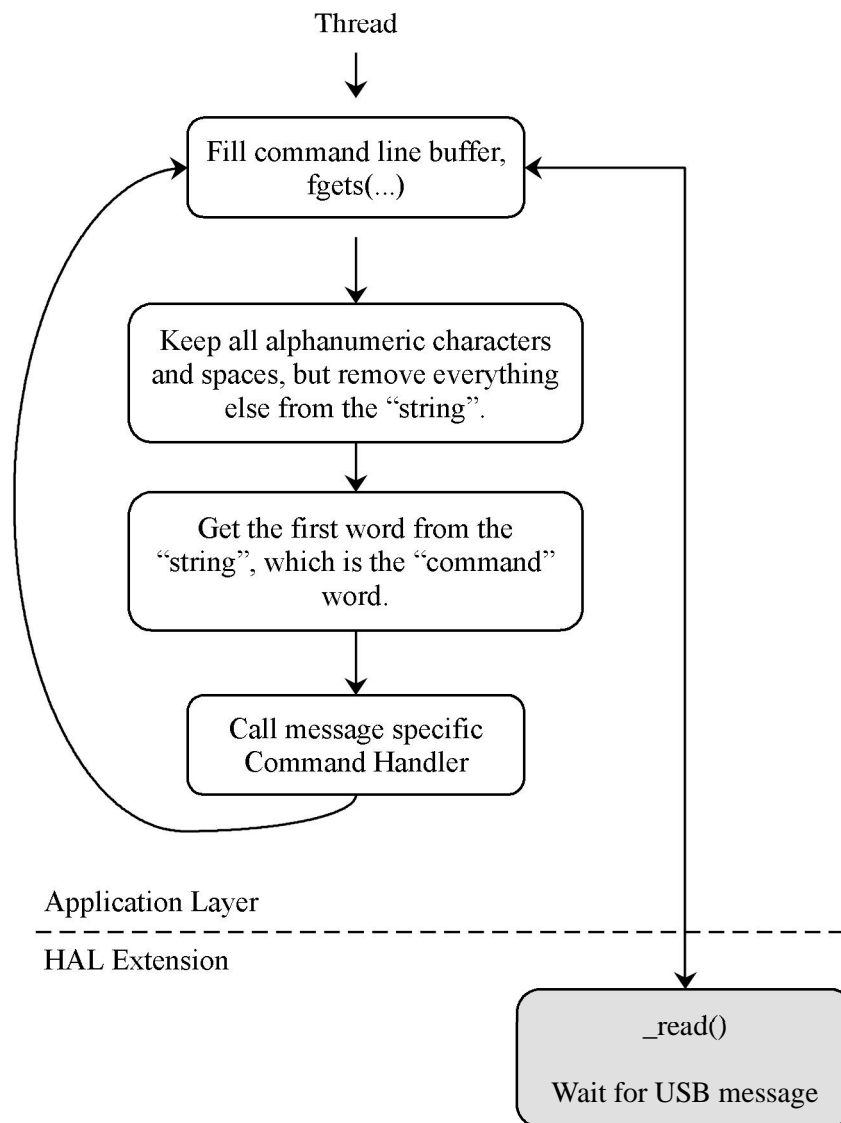 Thread
Fill command line buffer,
fgets(...)
Keep all alphanumeric characters
and spaces, but remove everything
else from the “string”.
Get the first word from the
“string”, which is the “command”
word.
Call message specific
Command Handler
Application Layer
HAL Extension
_read()
Wait for USB message